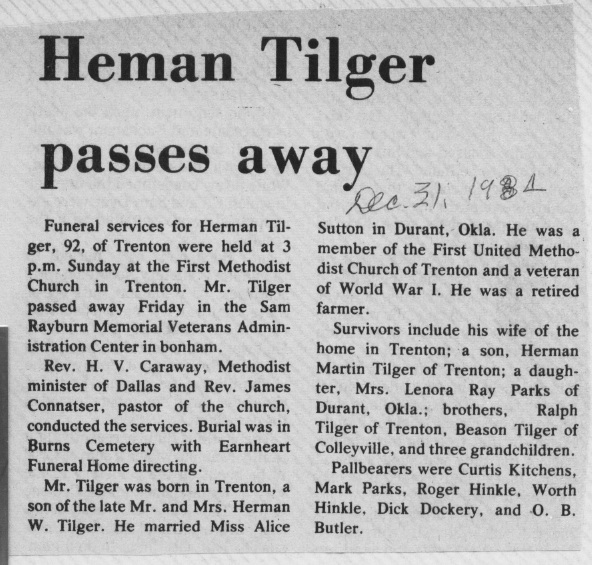 Heman Tilger
passes away
Dec. 31, 19
Funeral services for Herman Til-
ger, 92, of Trenton were held at 3
p.m. Sunday at the First Methodist
Church in Trenton. Mr. Tilger
passed away Friday in the Sam
Rayburn Memorial Veterans Admin-
istration Center in bonham.
Rev. H. V. Caraway, Methodist
minister of Dallas and Rev. James
Connatser, pastor of the church,
conducted the services. Burial was in
Burns Cemetery with Earnheart
Funeral Home directing.
Mr. Tilger was born in Trenton, a
son of the late Mr. and Mrs. Herman
W. Tilger. He married Miss Alice
Sutton in Durant, Okla. He was a
member of the First United Metho-
dist Church of Trenton and a veteran
of World War I. He was a retired
farmer.
Survivors include his wife of the
home in Trenton; a son, Herman
Martin Tilger of Trenton; a daugh-
ter, Mrs. Lenora Ray Parks of
Durant, Okla.; brothers, Ralph
Tilger of Trenton, Beason Tilger of
Colleyville, and three grandchildren.
Pallbearers were Curtis Kitchens,
Mark Parks, Roger Hinkle, Worth
Hinkle, Dick Dockery, and O. B.
Butler.